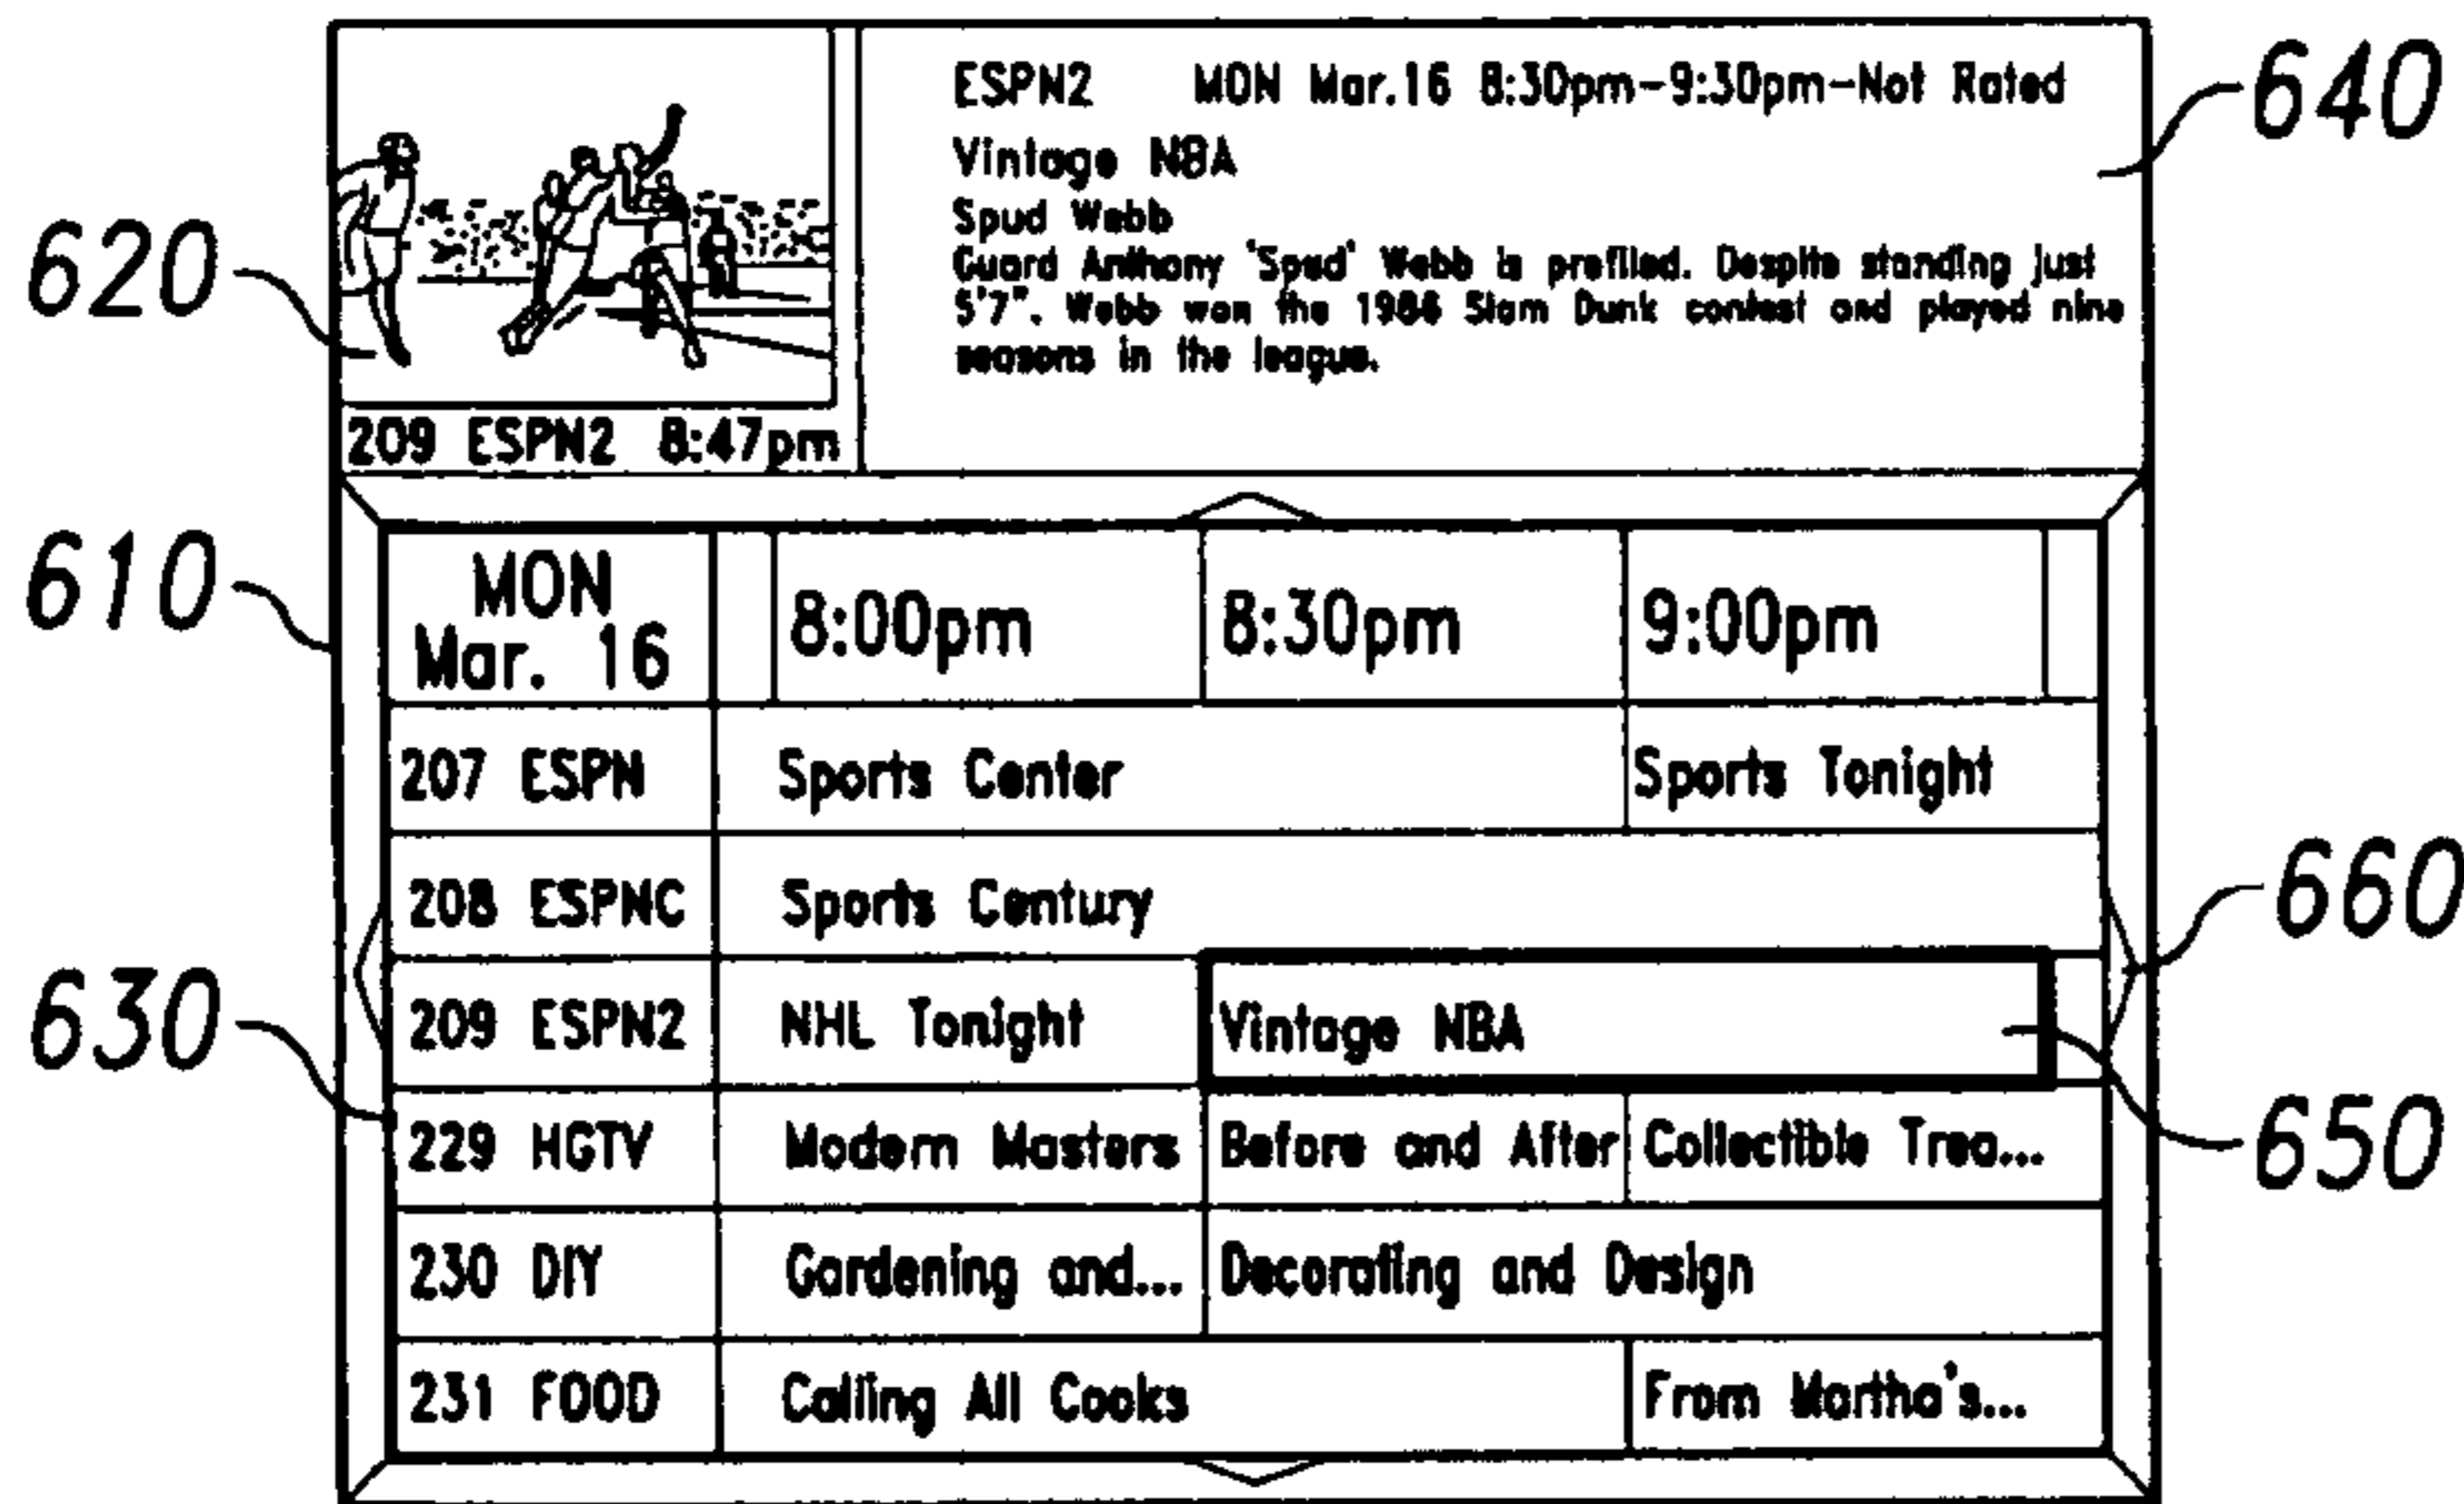 ESPN2 MON Mar.16 8:30pm-9:30pm-Not Rated
Vintage NBA
Spud Webb
Guard Anthony 'Spud' Webb is profiled. Despite standing just
5'7". Webb won the 1986 Slam Dunk contest and played nine
seasons in the league.
209 ESPN2 8:47pm
640
620
610
MON
Mar. 16
8:00pm 8:30pm 9:00pm
207 ESPN Sports Center Sports Tonight
208 ESPNC Sports Century
660
209 ESPN2 NHL Tonight Vintage NBA
630
229 HGTV Modern Masters Before and After Collectible Trea...
650
230 DIY Gardening and... Decorating and Design
231 FOOD Calling All Cooks From Martha's...